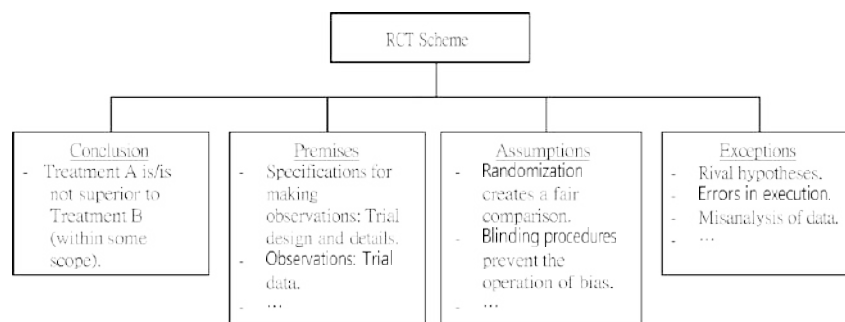 RCT Scheme
Conclusion
- Treatment A is/is
not superior to
Treatment B
(within some
scope).
Premises
- Specifications for
making
observations: Trial
design and details.
- Observations: Trial
data.
- ...
Assumptions
- Randomization
creates a fair
comparison.
- Blinding procedures
prevent the
operation of bias.
- ...
Exceptions
- Rival hypotheses.
- Errors in execution.
- Misanalysis of data.
- ...